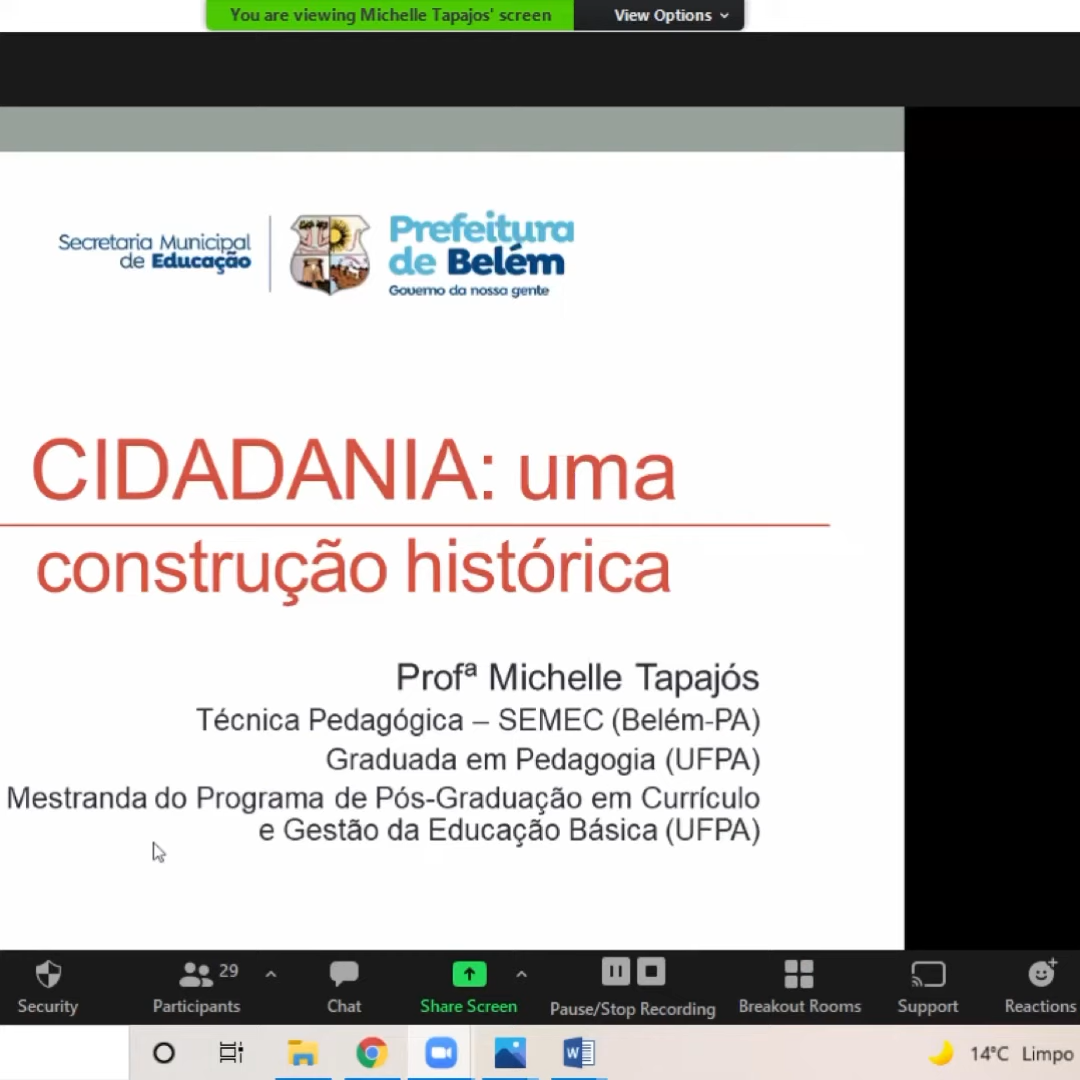 You are viewing Michelle Tapajos' screen
View Options
Secretaria Municipal
de Educação
Prefeitura
de Belém
Governo da nossa gente
CIDADANIA: uma
construção histórica
Profª Michelle Tapajós
Técnica Pedagógica – SEMEC (Belém-PA)
Graduada em Pedagogia (UFPA)
Mestranda do Programa de Pós-Graduação em Currículo
e Gestão da Educação Básica (UFPA)
29
Security
Participants
Chat
Share Screen
Pause/Stop Recording
Breakout Rooms
Support
Reactions
14°C Limpo